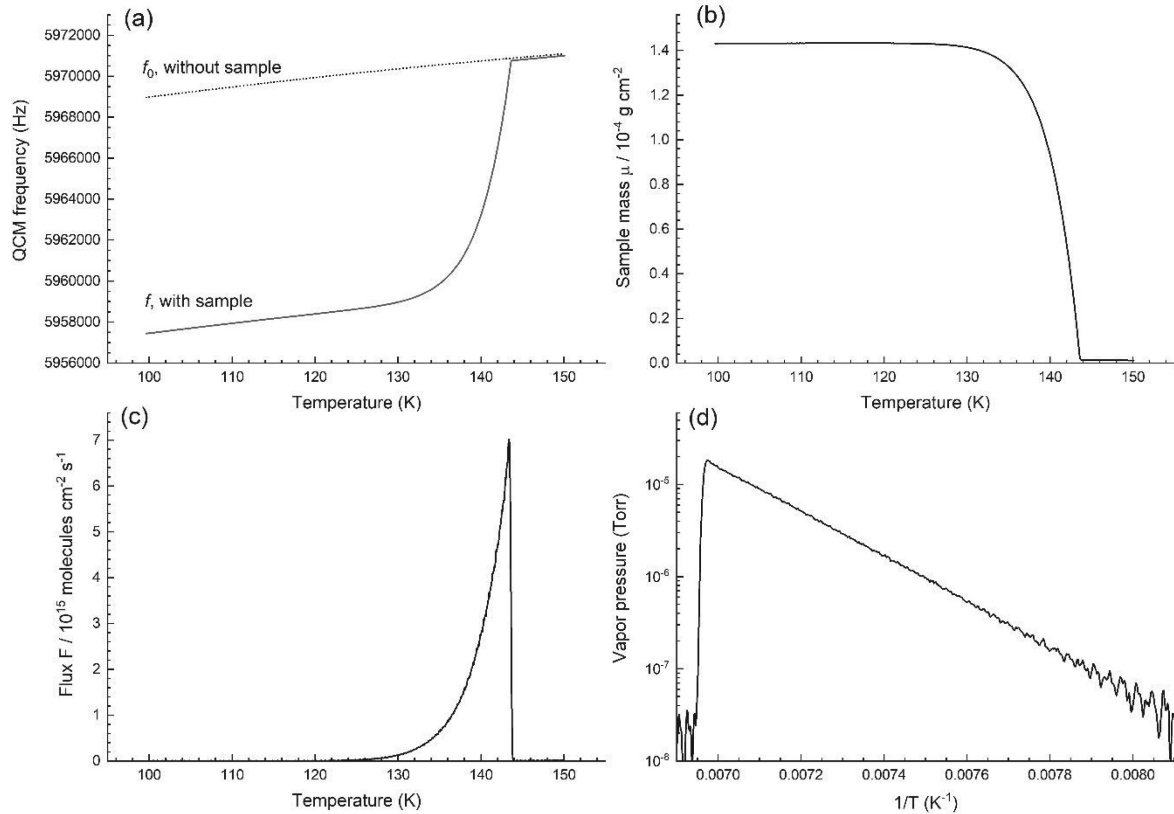 (a)
QCM frequency (Hz)
5972000
5970000
5968000
5966000
5964000
5962000
5960000
5958000
5956000
f₀, without sample
f, with sample
100 110 120 130 140 150
Temperature (K)
(b)
Sample mass μ / 10⁻⁴ g cm⁻²
1.4
1.2
1.0
0.8
0.6
0.4
0.2
0.0
100 110 120 130 140 150
Temperature (K)
(c)
Flux F / 10¹⁵ molecules cm⁻² s⁻¹
7
6
5
4
3
2
1
0
100 110 120 130 140 150
Temperature (K)
(d)
Vapor pressure (Torr)
10⁻⁵
10⁻⁶
10⁻⁷
10⁻⁸
0.0070 0.0072 0.0074 0.0076 0.0078 0.0080
1/T (K⁻¹)